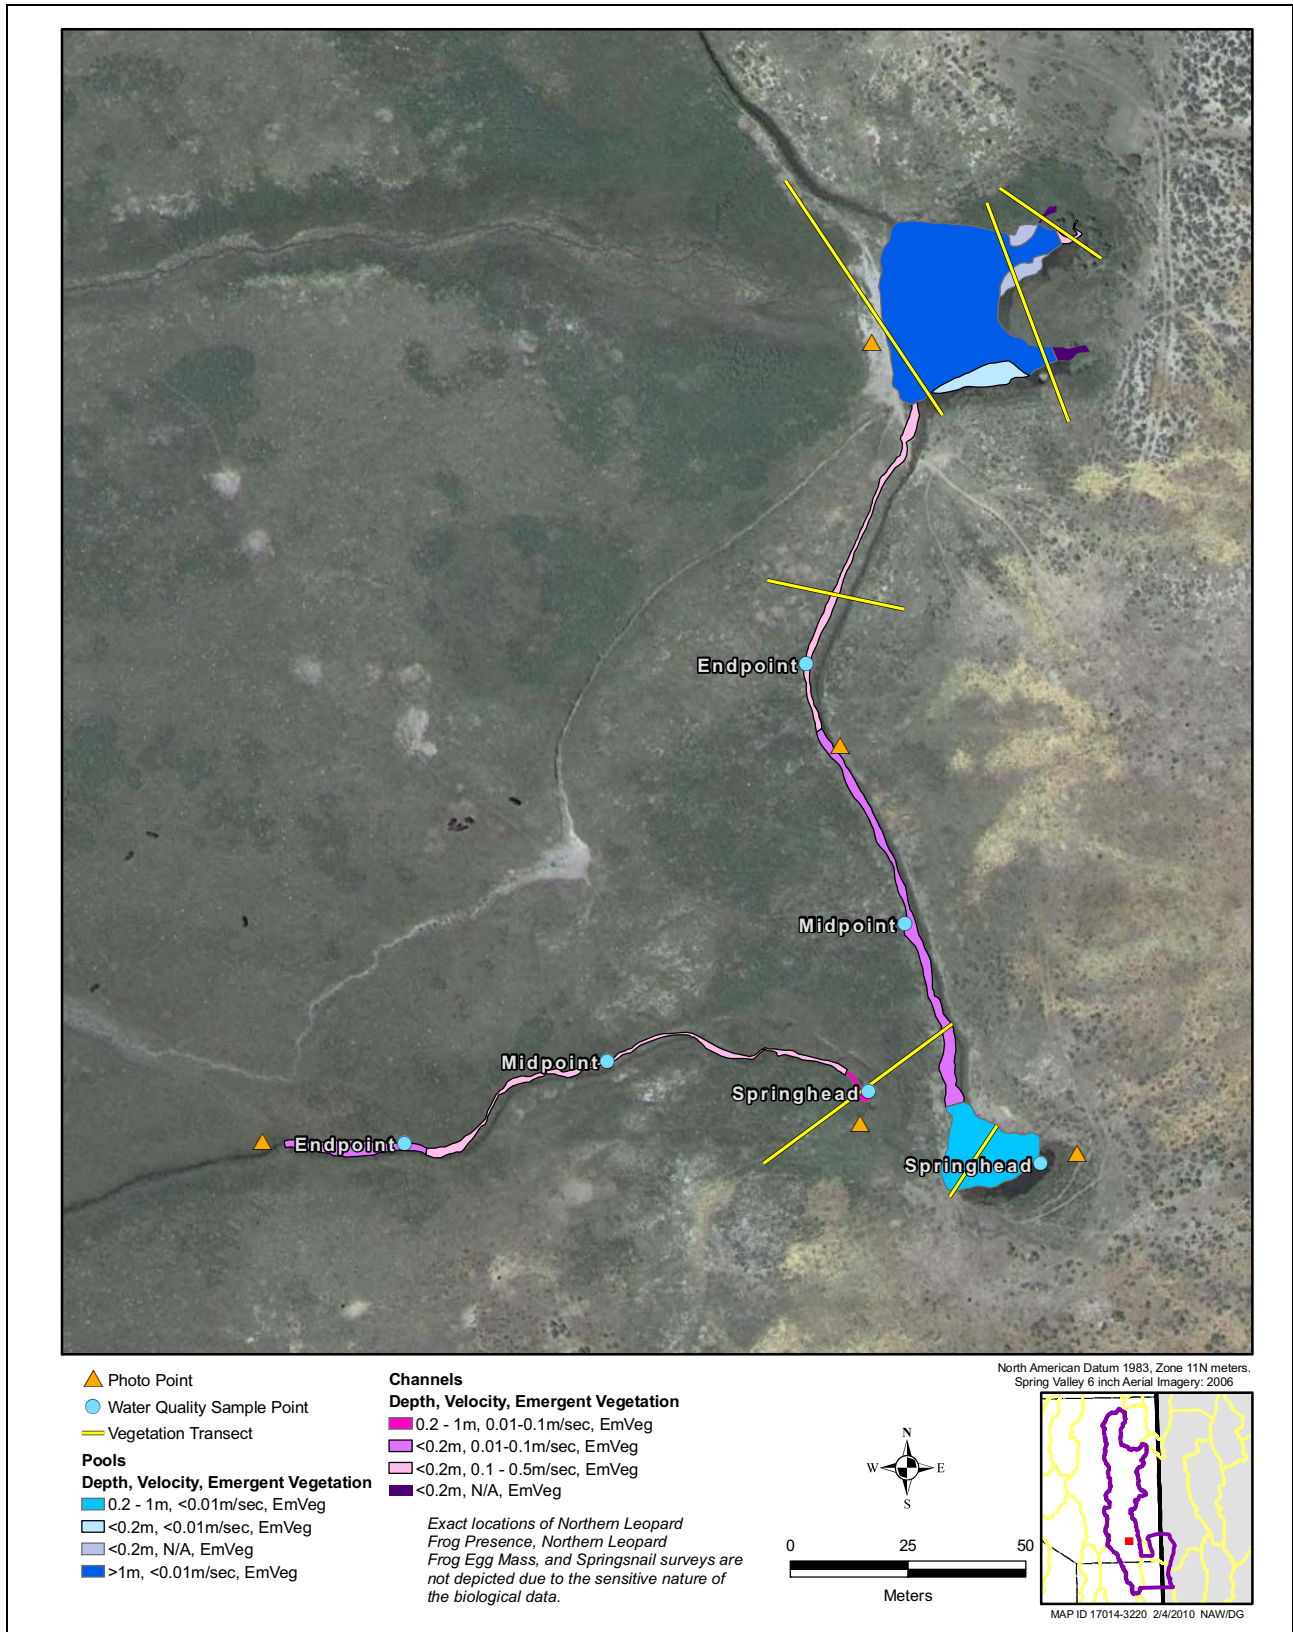 Endpoint
Midpoint
Midpoint
Springhead
Endpoint
Springhead
Photo Point
Water Quality Sample Point
Vegetation Transect
Pools
Depth, Velocity, Emergent Vegetation
0.2 - 1m, <0.01m/sec, EmVeg
<0.2m, <0.01m/sec, EmVeg
<0.2m, N/A, EmVeg
>1m, <0.01m/sec, EmVeg
Channels
Depth, Velocity, Emergent Vegetation
0.2 - 1m, 0.01-0.1m/sec, EmVeg
<0.2m, 0.01-0.1m/sec, EmVeg
<0.2m, 0.1 - 0.5m/sec, EmVeg
<0.2m, N/A, EmVeg
Exact locations of Northern Leopard
Frog Presence, Northern Leopard
Frog Egg Mass, and Springsnail surveys are
not depicted due to the sensitive nature of
the biological data.
N
W E
S
0 25 50
Meters
North American Datum 1983, Zone 11N meters.
Spring Valley 6 inch Aerial Imagery: 2006
MAP ID 17014-3220 2/4/2010 NAW/DG